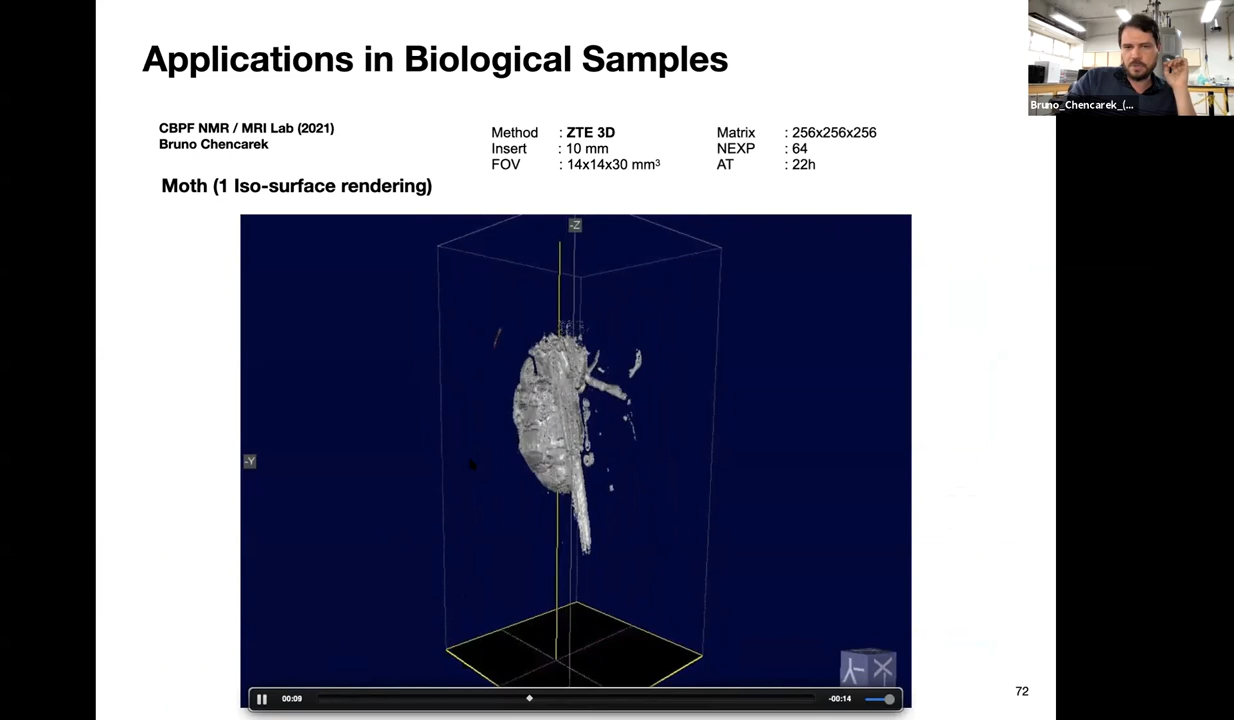 Applications in Biological Samples
CBPF NMR / MRI Lab (2021)
Bruno Chencarek
Method : ZTE 3D
Insert : 10 mm
FOV : 14x14x30 mm³
Matrix : 256x256x256
NEXP : 64
AT : 22h
Moth (1 Iso-surface rendering)
-Z
-Y
00:09
-00:14
72
Bruno_Chencarek_(...